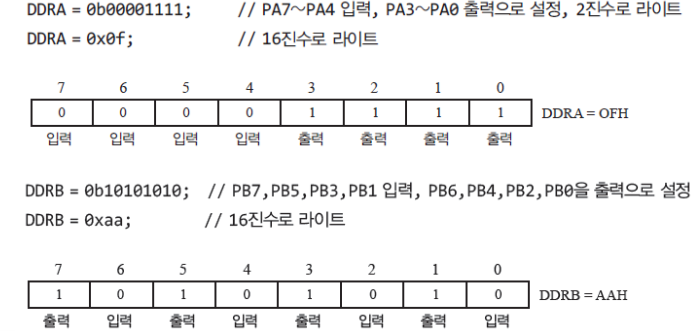 DDRA = 0b00001111; // PA7~PA4 입력, PA3~PA0 출력으로 설정, 2진수로 라이트
DDRA = 0x0f; // 16진수로 라이트
7 6 5 4 3 2 1 0
0 0 0 0 1 1 1 1 DDRA = OFH
입력 입력 입력 입력 출력 출력 출력 출력
DDRB = 0b10101010; // PB7,PB5,PB3,PB1 입력, PB6,PB4,PB2,PB0을 출력으로 설정
DDRB = 0xaa; // 16진수로 라이트
7 6 5 4 3 2 1 0
1 0 1 0 1 0 1 0 DDRB = AAH
출력 입력 출력 입력 출력 입력 출력 입력